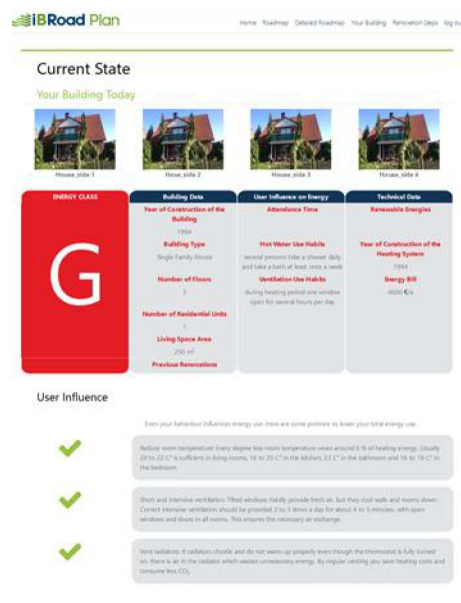 iBRoad Plan
Home Roadmap Detailed Roadmap Your Building Renovation Steps log ou
Current State
Your Building Today
House_side 1 Hous_side 2 House_side 3 House_side 4
ENERGY CLASS
G
Building Data
Year of Construction of the
Building
1994
Building Type
Single Family House
Number of Floors
3
Number of Residential Units
1
Living Space Area
250 m²
Previous Renovations
User Influence on Energy
Attendance Time
Hot Water Use Habits
several persons take a shower daily
and take a bath at least once a week
Ventilation Use Habits
during heating period one window
open for several hours per day
Technical Data
Renewable Energies
Year of Construction of the
Heating System
1994
Energy Bill
4600 €/a
User Influence
Even your behaviour influences energy use. Here are some pointers to lower your total energy use.
Reduce room temperature: Every degree less room temperature saves around 6 % of heating energy. Usually
20 to 22 C° is sufficient in living rooms, 18 to 20 C° in the kitchen, 23 C° in the bathroom and 16 to 18 C° in
the bedroom.
Short and intensive ventilation: Tilted windows hardly provide fresh air, but they cool walls and rooms down.
Correct intensive ventilation should be provided 2 to 3 times a day for about 4 to 5 minutes, with open
windows and doors in all rooms. This ensures the necessary air exchange.
Vent radiators: If radiators chortle and do not warm up properly even though the thermostat is fully turned
on, there is air in the radiator which wastes unnecessary energy. By regular venting you save heating costs and
consume less CO₂.